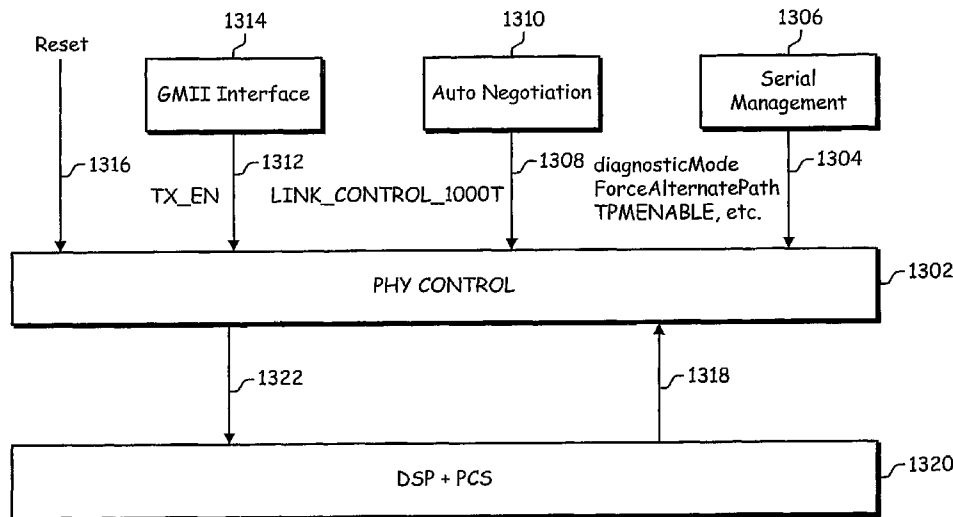 1314
1310
1306
Reset
GMII Interface
Auto Negotiation
Serial
Management
1316
1312
1308
1304
TX_EN
LINK_CONTROL_1000T
diagnosticMode
ForceAlternatePath
TPMENABLE, etc.
PHY CONTROL
1302
1322
1318
DSP + PCS
1320